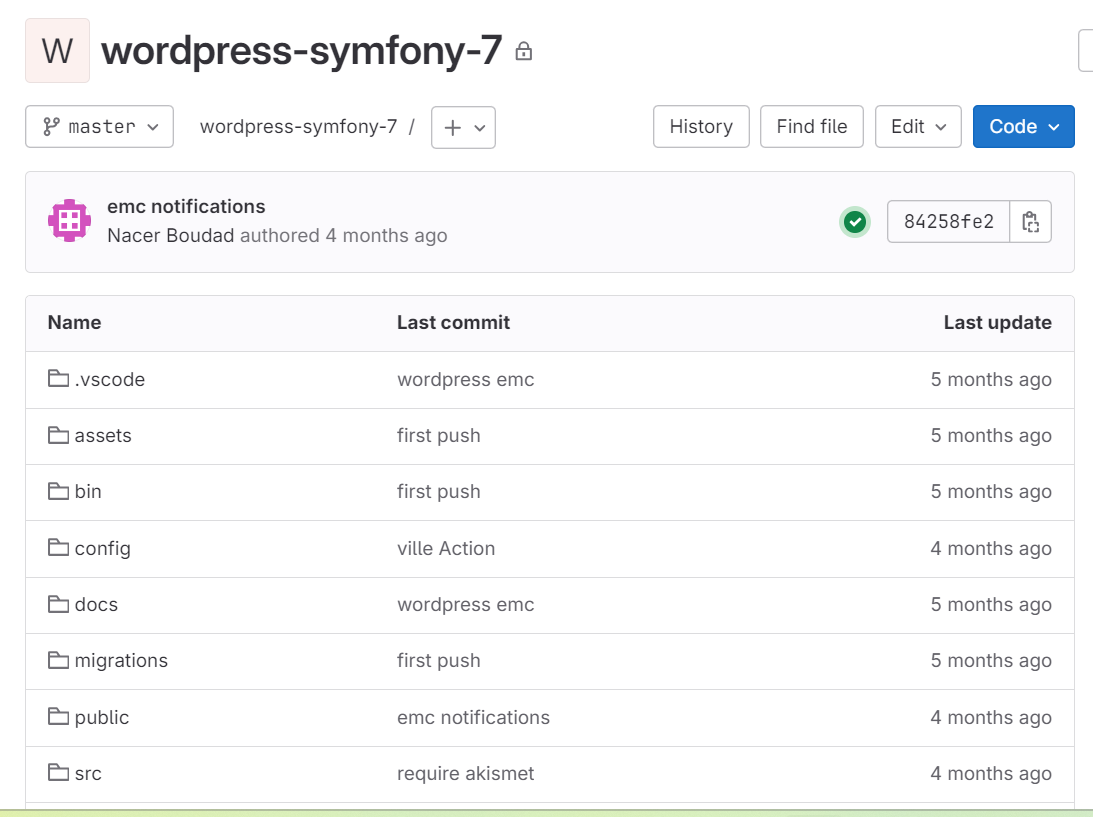 W wordpress-symfony-7
master wordpress-symfony-7 / + History Find file Edit Code
emc notifications
Nacer Boudad authored 4 months ago
84258fe2
Name Last commit Last update
.vscode wordpress emc 5 months ago
assets first push 5 months ago
bin first push 5 months ago
config ville Action 4 months ago
docs wordpress emc 5 months ago
migrations first push 5 months ago
public emc notifications 4 months ago
src require akismet 4 months ago